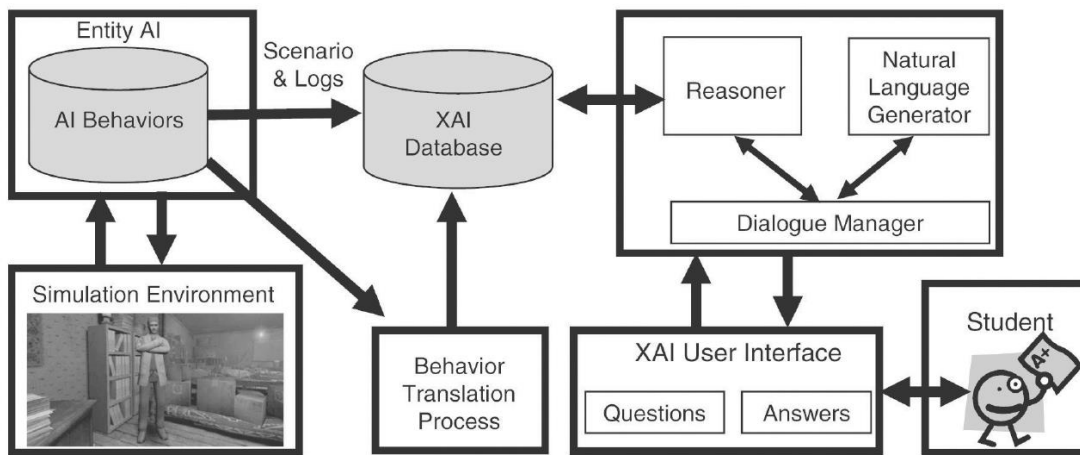 Entity AI
AI Behaviors
Scenario
& Logs
XAI
Database
Reasoner
Natural
Language
Generator
Dialogue Manager
Simulation Environment
Behavior
Translation
Process
XAI User Interface
Questions
Answers
Student
A+